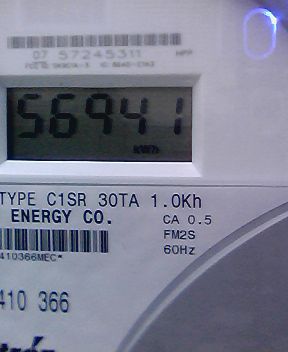 07 57245311
56941
KWh
TYPE C1SR 30TA 1.0Kh
ENERGY CO.
CA 0.5
FM2S
60Hz
410366MEC*
410 366